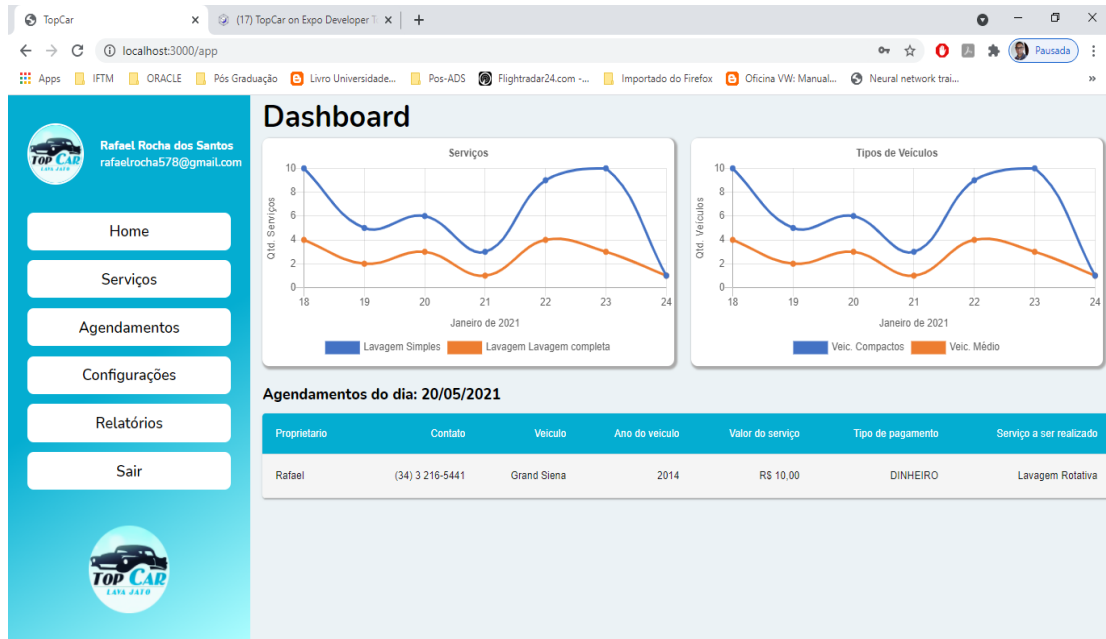 TopCar
(17) TopCar on Expo Developer T
localhost:3000/app
Pausada
Apps IFTM ORACLE Pós Graduação Livro Universidade... Pos-ADS Flightradar24.com -... Importado do Firefox Oficina VW: Manual... Neural network trai... »
TOP CAR
LAVA JATO
Rafael Rocha dos Santos
rafaelrocha578@gmail.com
Home
Serviços
Agendamentos
Configurações
Relatórios
Sair
TOP CAR
LAVA JATO
Dashboard
Serviços
Qtd. Serviços
10
8
6
4
2
0
18 19 20 21 22 23 24
Janeiro de 2021
Lavagem Simples Lavagem Lavagem completa
Tipos de Veículos
Qtd. Veículos
10
8
6
4
2
0
18 19 20 21 22 23 24
Janeiro de 2021
Veic. Compactos Veic. Médio
Agendamentos do dia: 20/05/2021
Proprietario Contato Veiculo Ano do veiculo Valor do serviço Tipo de pagamento Serviço a ser realizado
Rafael (34) 3 216-5441 Grand Siena 2014 R$ 10,00 DINHEIRO Lavagem Rotativa